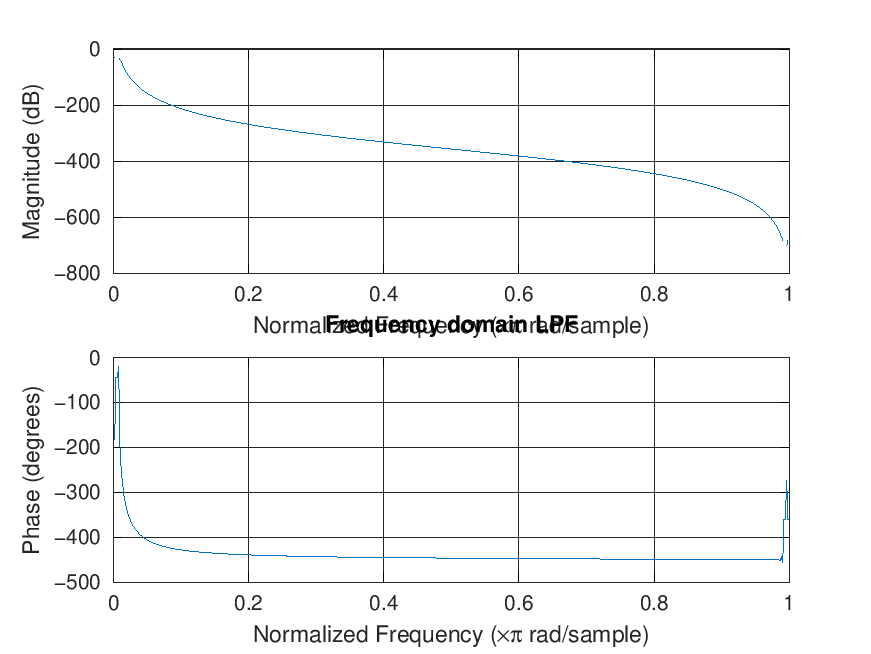 0
−200
−400
−600
−800
Magnitude (dB)
0 0.2 0.4 0.6 0.8 1
Normalized Frequency (×π rad/sample)
Frequency domain LPF
0
−100
−200
−300
−400
−500
Phase (degrees)
0 0.2 0.4 0.6 0.8 1
Normalized Frequency (×π rad/sample)